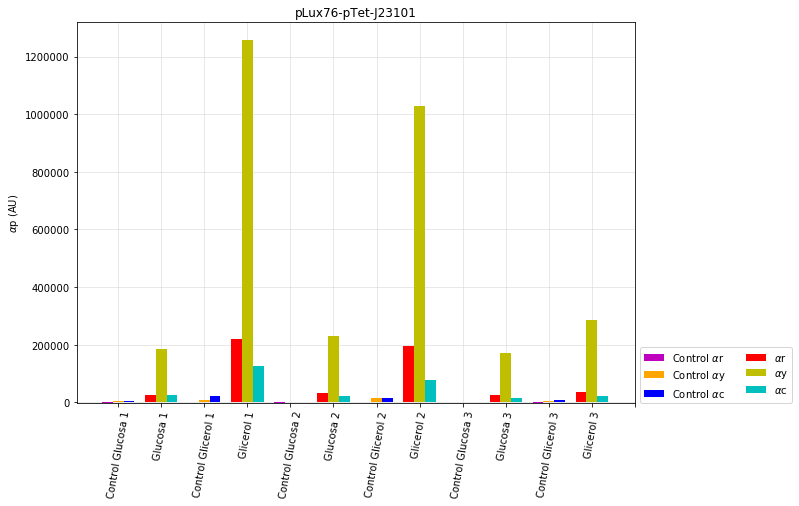 pLux76-pTet-J23101
1200000
1000000
800000
600000
400000
200000
0
αp (AU)
Control Glucosa 1
Glucosa 1
Control Glicerol 1
Glicerol 1
Control Glucosa 2
Glucosa 2
Control Glicerol 2
Glicerol 2
Control Glucosa 3
Glucosa 3
Control Glicerol 3
Glicerol 3
Control αr
Control αy
Control αc
αr
αy
αc